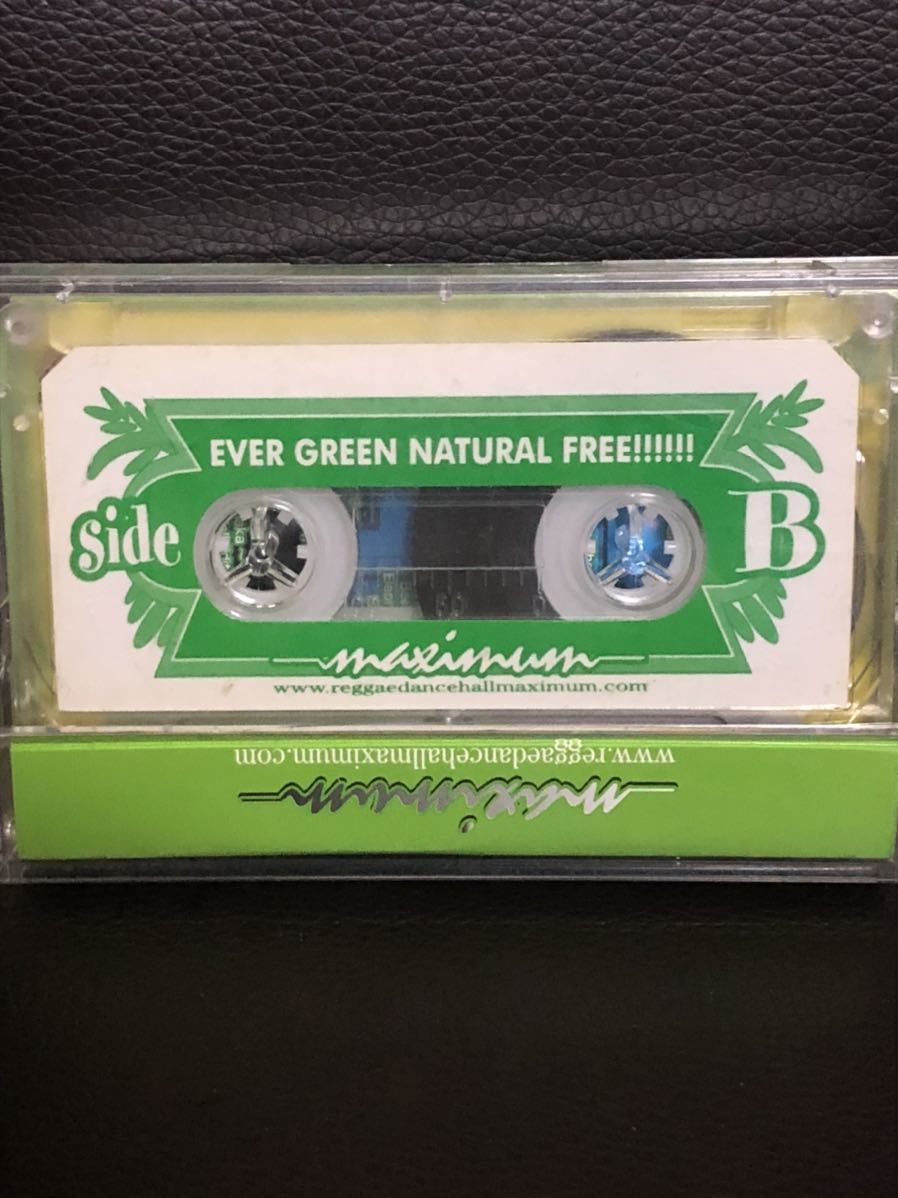 EVER GREEN NATURAL FREE!!!!!!
Side B
maximum
www.reggaedancehallmaximum.com
www.reggaedancehallmaximum.com
maximum